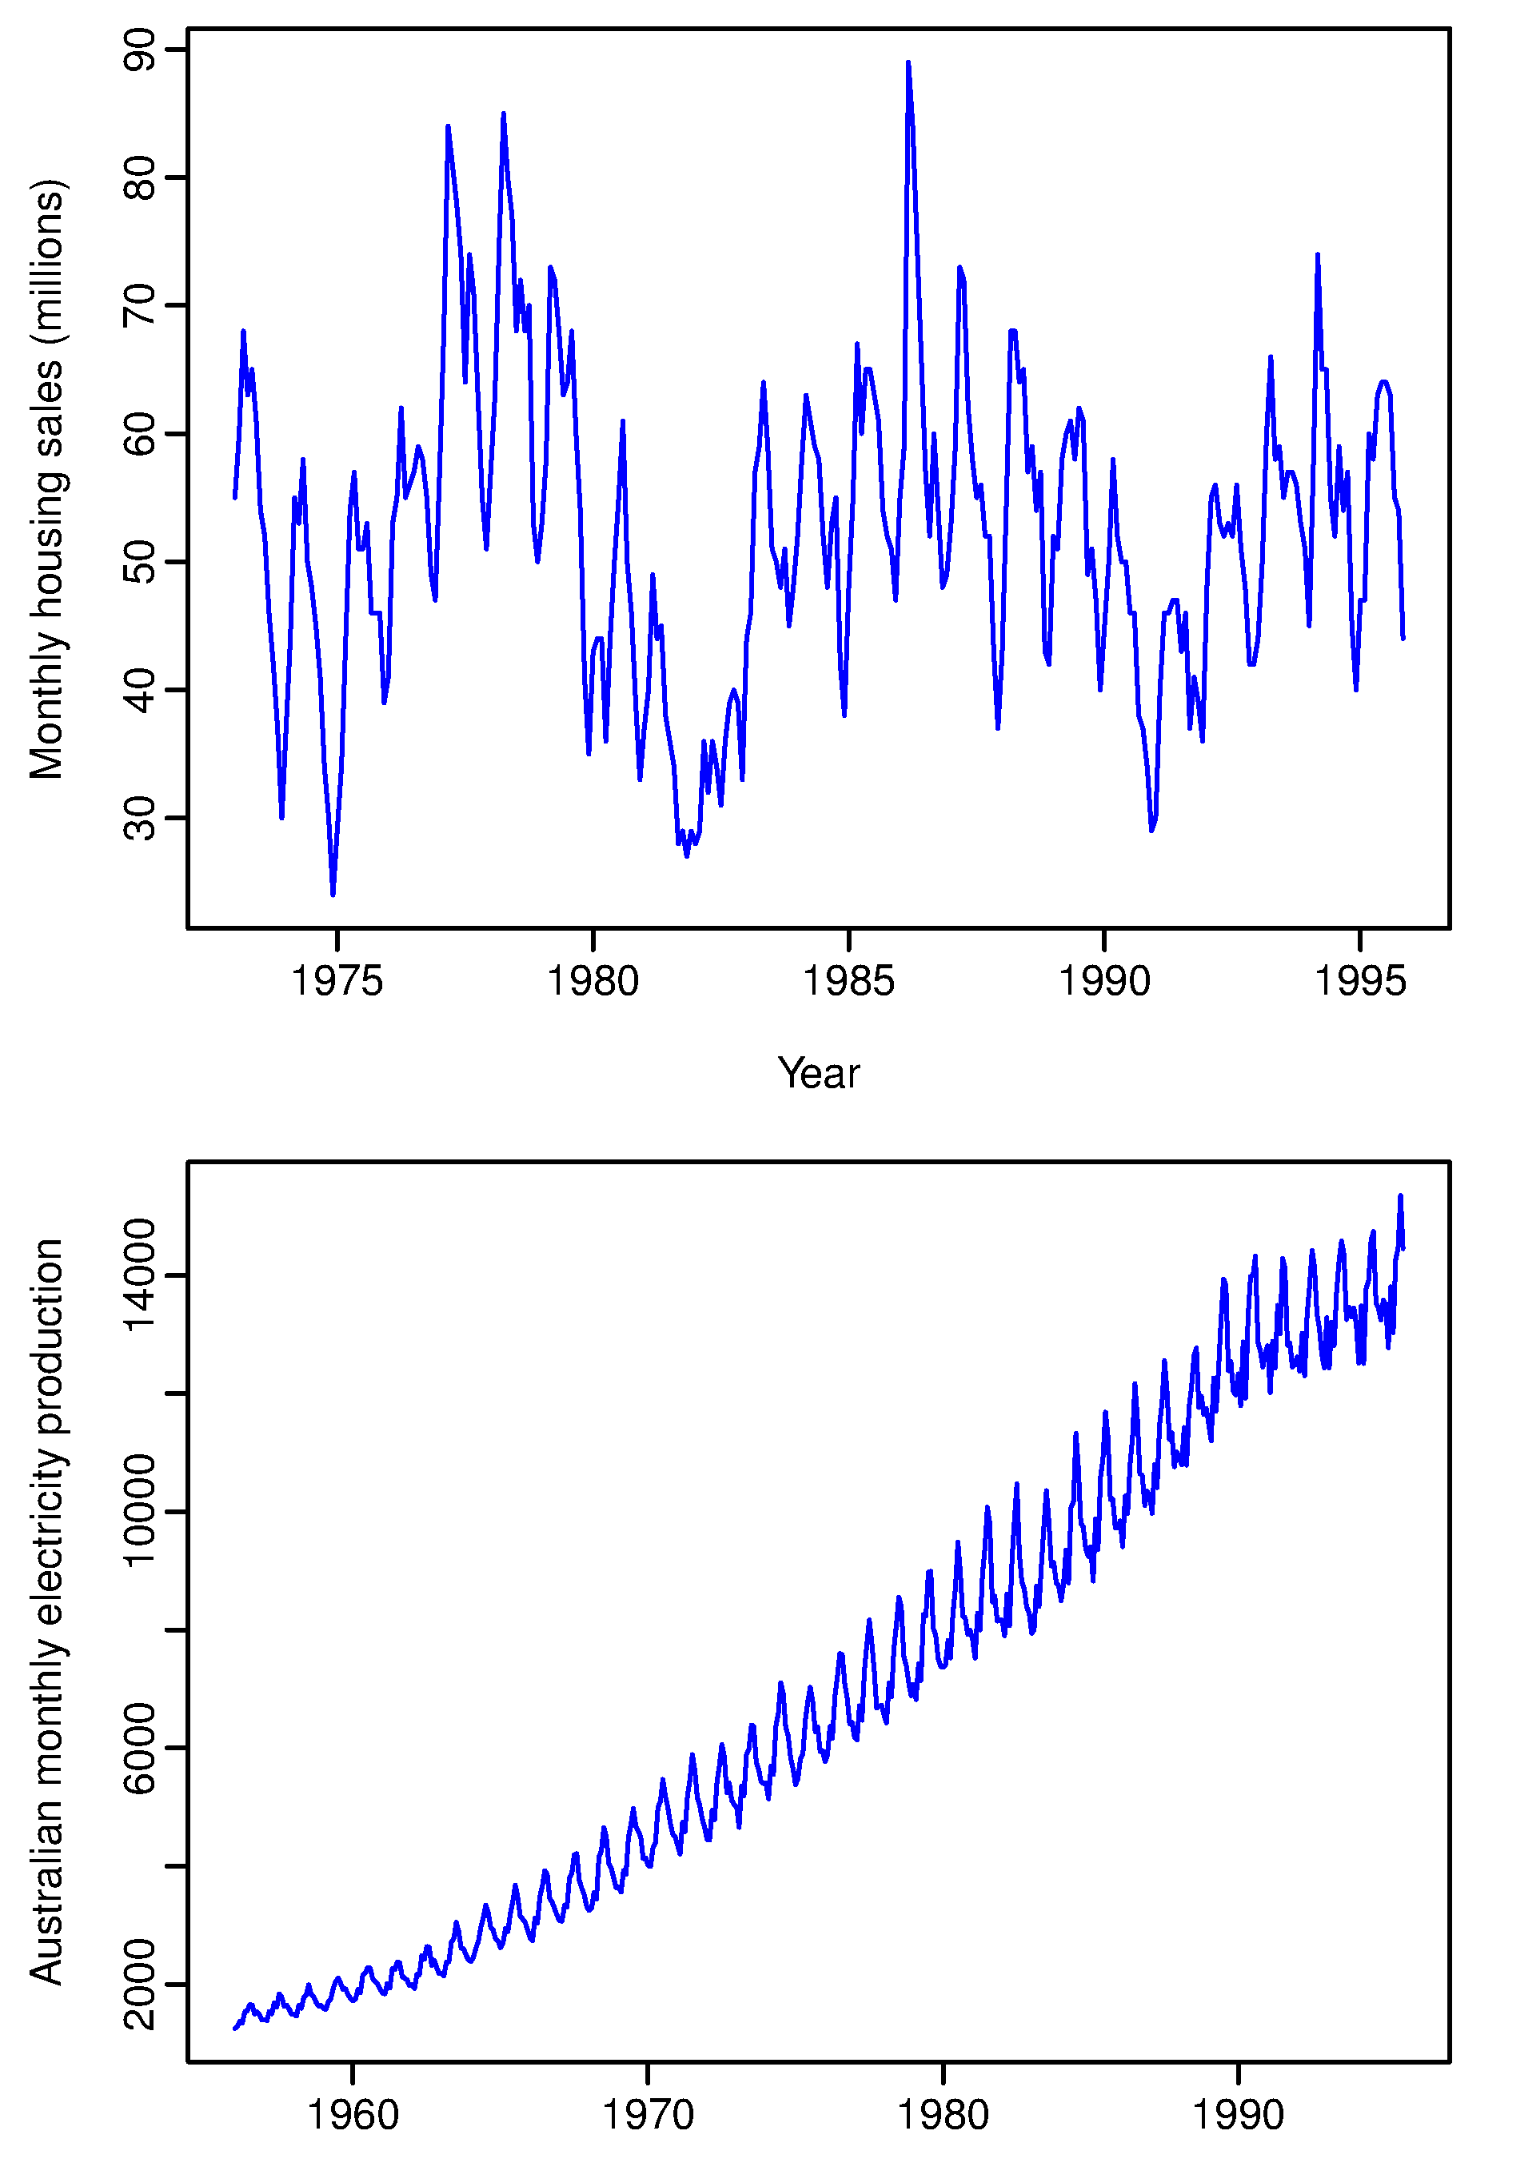 Monthly housing sales (millions)
90
80
70
60
50
40
30
1975 1980 1985 1990 1995
Year
Australian monthly electricity production
14000
10000
6000
2000
1960 1970 1980 1990